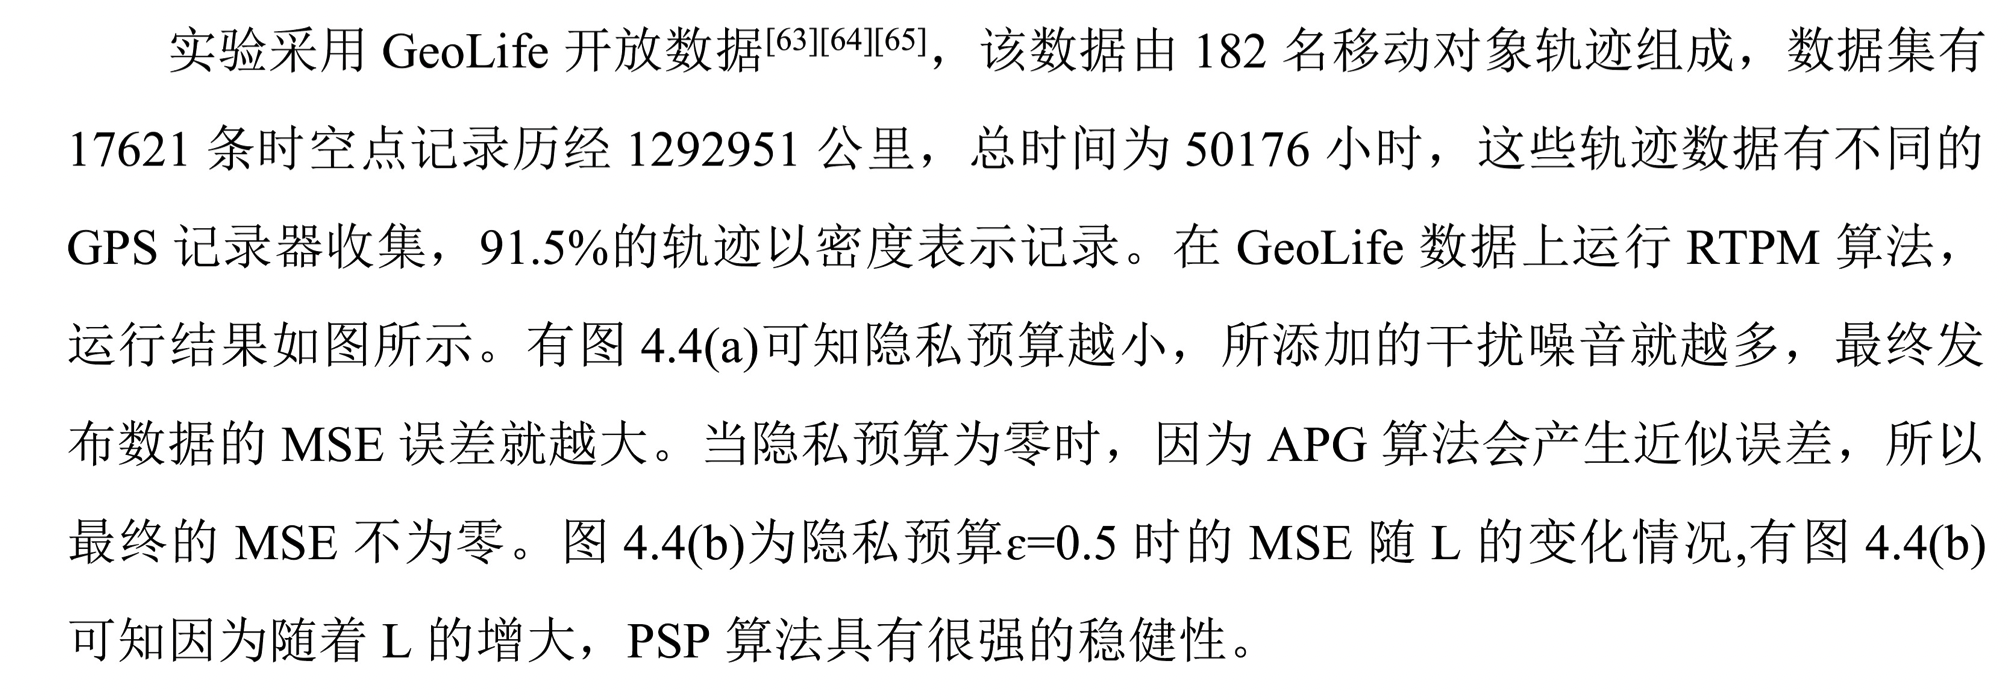 实验采用 GeoLife 开放数据[63][64][65]，该数据由 182 名移动对象轨迹组成，数据集有
17621 条时空点记录历经 1292951 公里，总时间为 50176 小时，这些轨迹数据有不同的
GPS 记录器收集，91.5%的轨迹以密度表示记录。在 GeoLife 数据上运行 RTPM 算法，
运行结果如图所示。有图 4.4(a)可知隐私预算越小，所添加的干扰噪音就越多，最终发
布数据的 MSE 误差就越大。当隐私预算为零时，因为 APG 算法会产生近似误差，所以
最终的 MSE 不为零。图 4.4(b)为隐私预算ε=0.5 时的 MSE 随 L 的变化情况,有图 4.4(b)
可知因为随着 L 的增大，PSP 算法具有很强的稳健性。